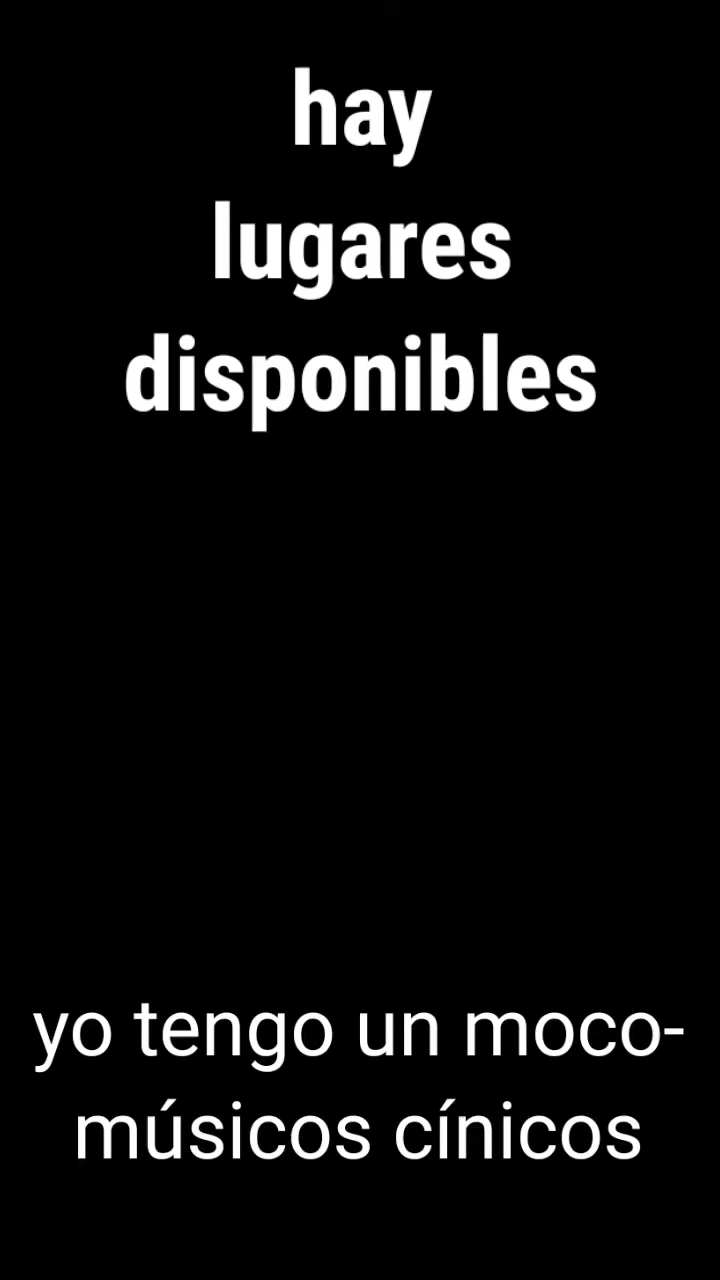 hay
lugares
disponibles
yo tengo un moco-
músicos cínicos